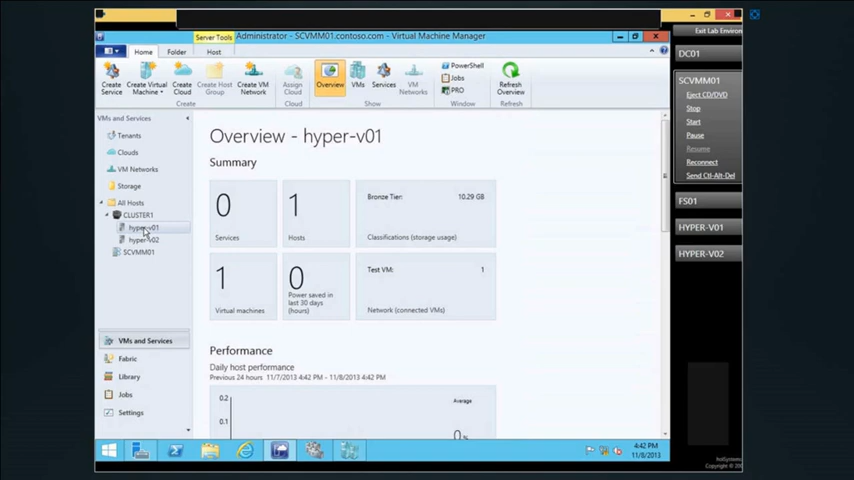 Exit Lab Environ
Server Tools
Administrator - SCVMM01.contoso.com - Virtual Machine Manager
Home
Folder
Host
Create Service
Create Virtual Machine
Create Cloud
Create Host Group
Create VM Network
Assign Cloud
Overview
VMs
Services
VM Networks
PowerShell
Jobs
PRO
Refresh Overview
Create
Cloud
Show
Window
Refresh
VMs and Services
Tenants
Clouds
VM Networks
Storage
All Hosts
CLUSTER1
hyper-v01
hyper-v02
SCVMM01
VMs and Services
Fabric
Library
Jobs
Settings
Overview - hyper-v01
Summary
0
Services
1
Hosts
Bronze Tier:
10.29 GB
Classifications (storage usage)
1
Virtual machines
0
Power saved in
last 30 days
(hours)
Test VM:
1
Network (connected VMs)
Performance
Daily host performance
Previous 24 hours 11/7/2013 4:42 PM - 11/8/2013 4:42 PM
0.2
0.1
Average
0%
DC01
SCVMM01
Eject CD/DVD
Stop
Start
Pause
Resume
Reconnect
Send Ctl-Alt-Del
FS01
HYPER-V01
HYPER-V02
4:42 PM
11/8/2013